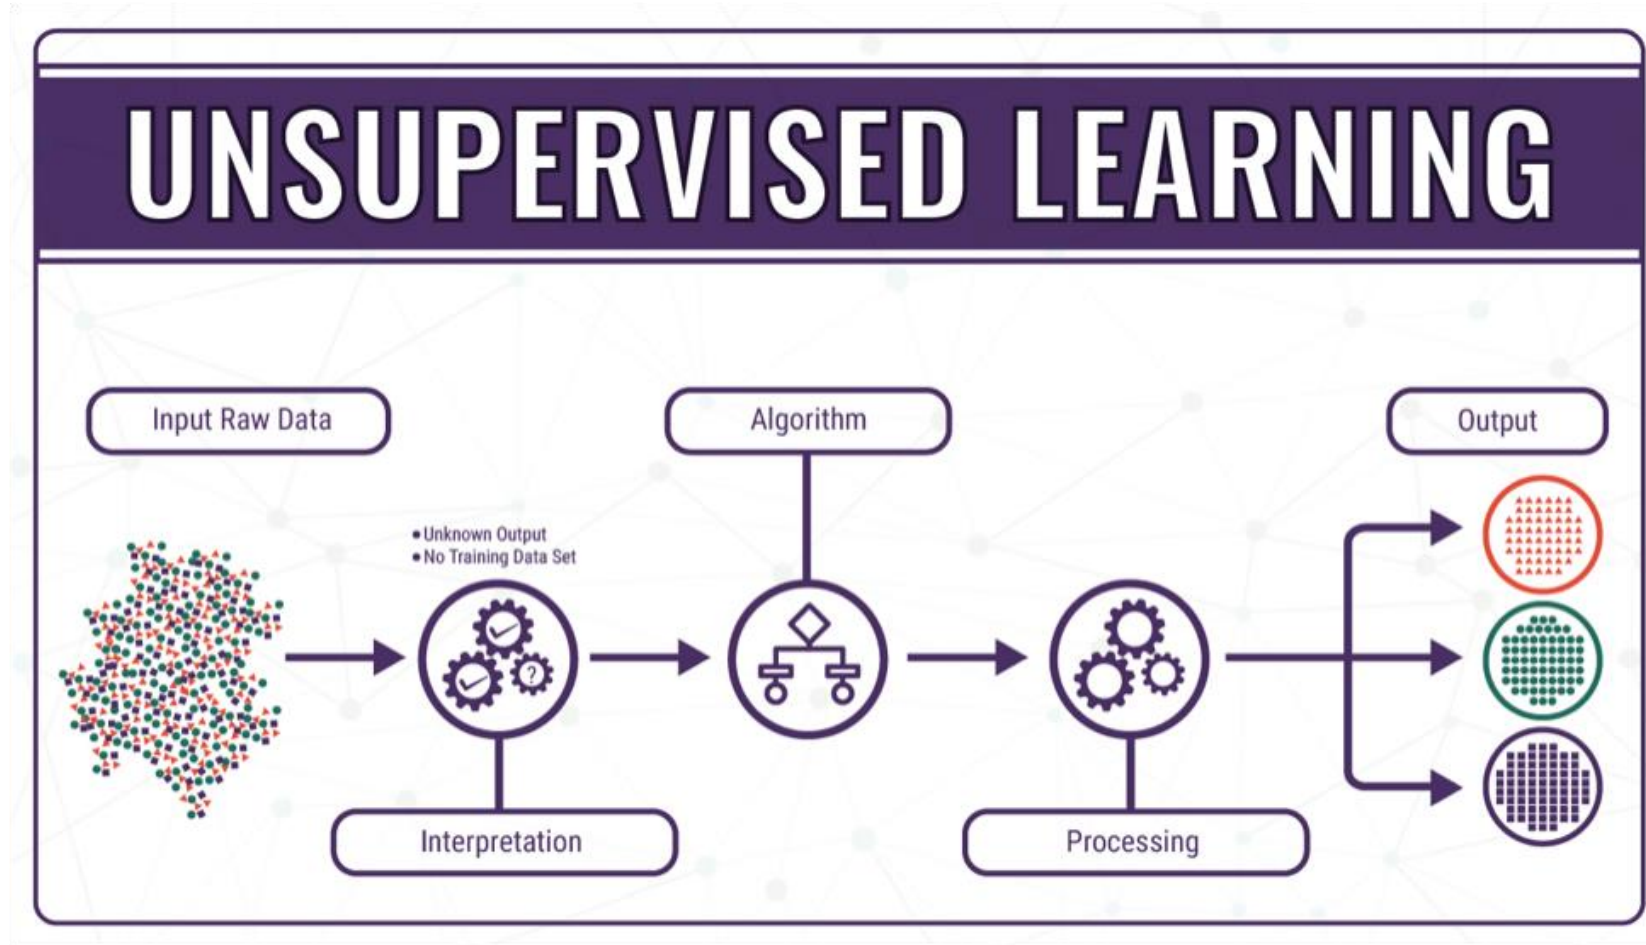 UNSUPERVISED LEARNING
Input Raw Data
Algorithm
Output
• Unknown Output
• No Training Data Set
?
Interpretation
Processing